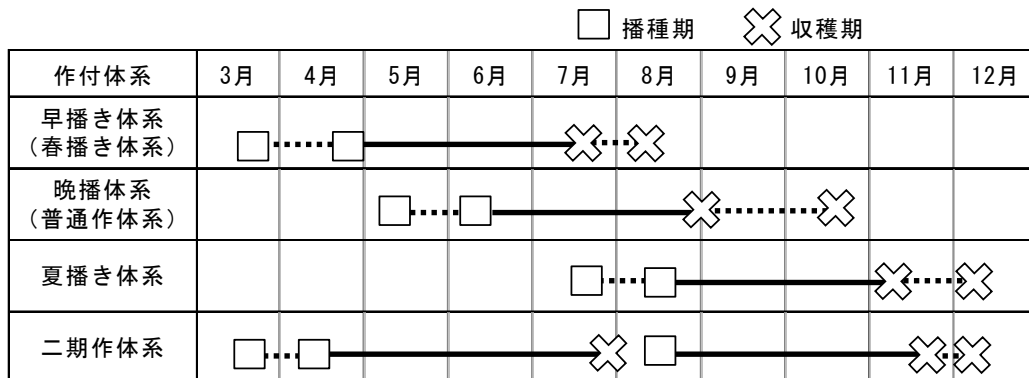 播種期 収穫期
作付体系 3月 4月 5月 6月 7月 8月 9月 10月 11月 12月
早播き体系
(春播き体系)
晩播体系
(普通作体系)
夏播き体系
二期作体系